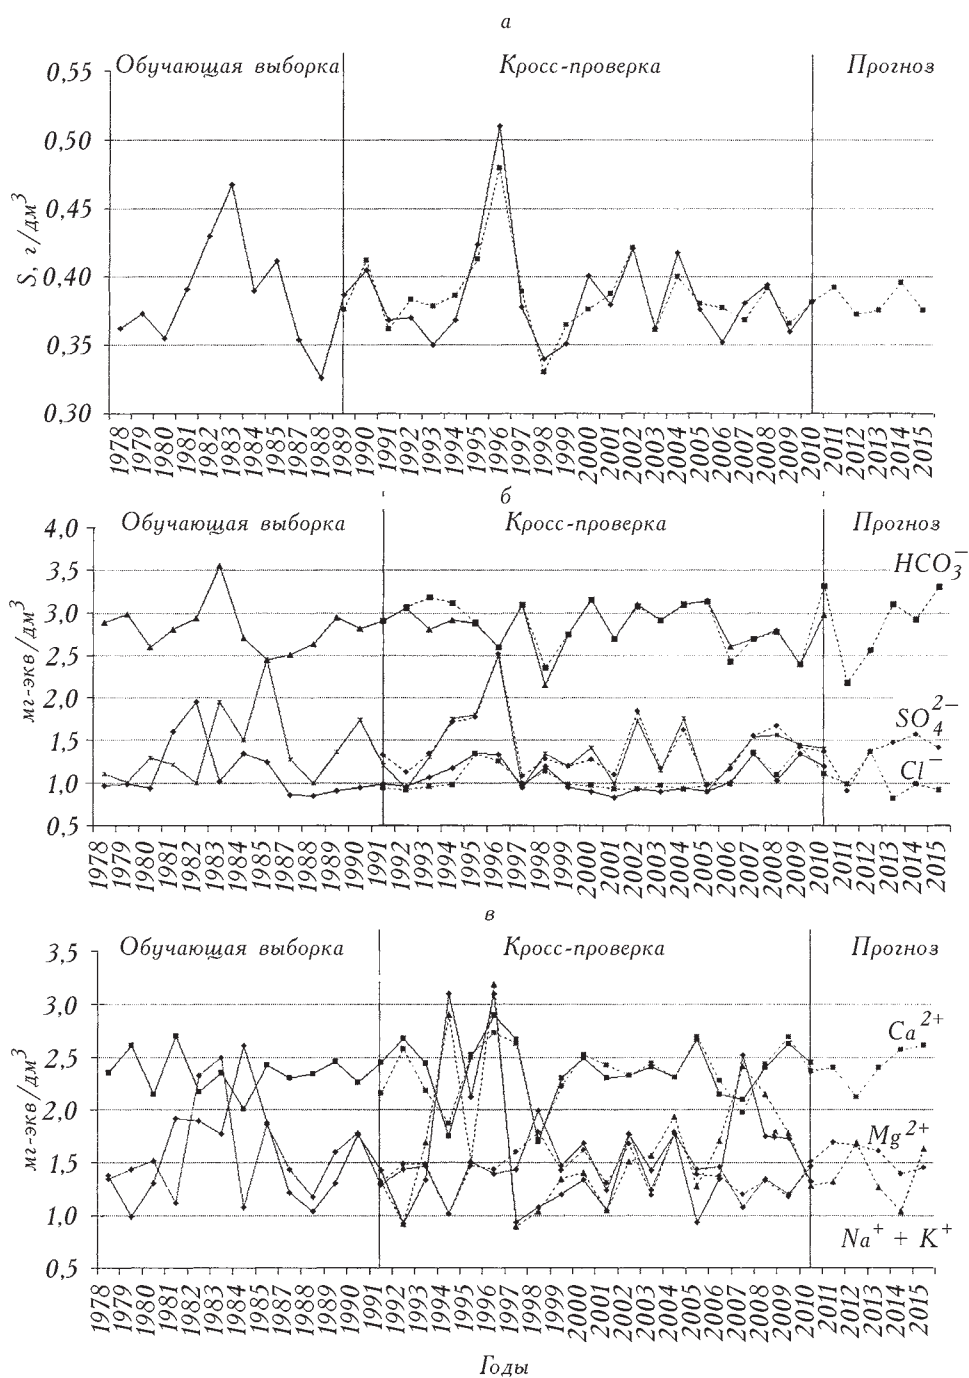 а
Обучающая выборка
Кросс-проверка
Прогноз
S, г/дм³
0,55
0,50
0,45
0,40
0,35
0,30
1978 1979 1980 1981 1982 1983 1984 1985 1987 1988 1989 1990 1991 1992 1993 1994 1995 1996 1997 1998 1999 2000 2001 2002 2003 2004 2005 2006 2007 2008 2009 2010 2011 2012 2013 2014 2015
б
Обучающая выборка
Кросс-проверка
Прогноз
мг-экв/дм³
4,0
3,5
3,0
2,5
2,0
1,5
1,0
0,5
HCO₃⁻
SO₄²⁻
Cl⁻
1978 1979 1980 1981 1982 1983 1984 1985 1987 1988 1989 1990 1991 1992 1993 1994 1995 1996 1997 1998 1999 2000 2001 2002 2003 2004 2005 2006 2007 2008 2009 2010 2011 2012 2013 2014 2015
в
Обучающая выборка
Кросс-проверка
Прогноз
мг-экв/дм³
3,5
3,0
2,5
2,0
1,5
1,0
0,5
Ca²⁺
Mg²⁺
Na⁺ + K⁺
1978 1979 1980 1981 1982 1983 1984 1985 1987 1988 1989 1990 1991 1992 1993 1994 1995 1996 1997 1998 1999 2000 2001 2002 2003 2004 2005 2006 2007 2008 2009 2010 2011 2012 2013 2014 2015
Годы